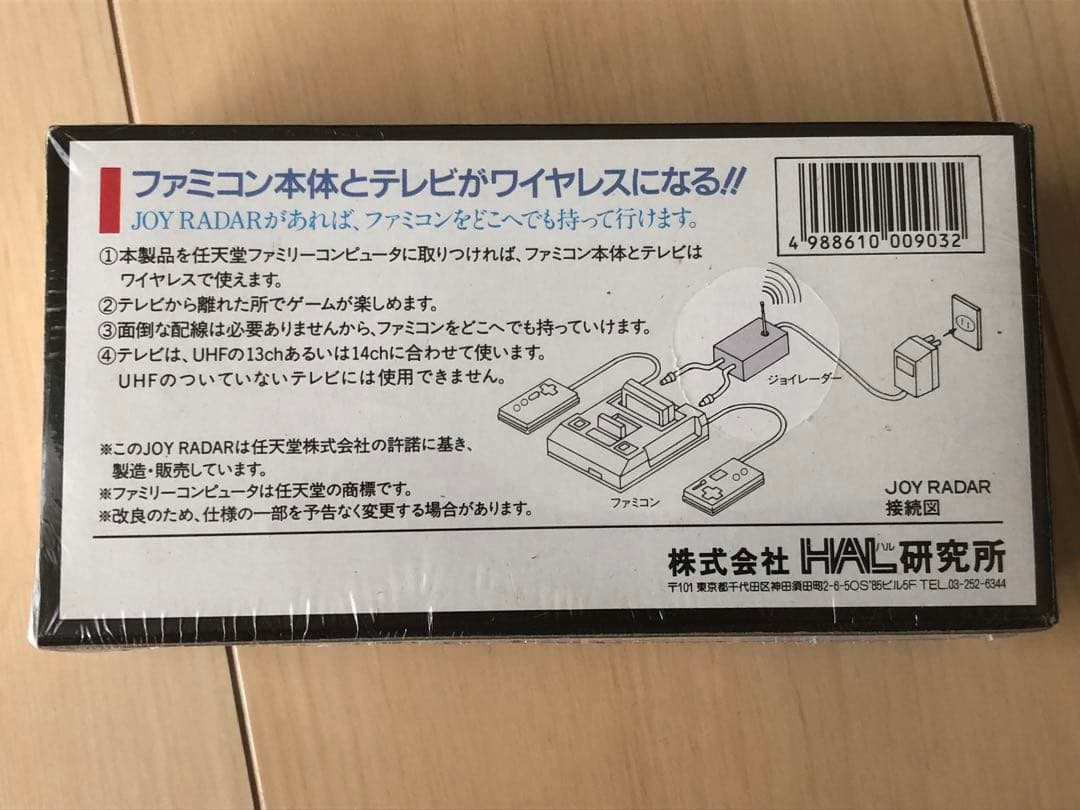 ファミコン本体とテレビがワイヤレスになる!!
JOY RADARがあれば、ファミコンをどこへでも持って行けます。
4 988610 009032
①本製品を任天堂ファミリーコンピュータに取りつければ、ファミコン本体とテレビは
ワイヤレスで使えます。
②テレビから離れた所でゲームが楽しめます。
③面倒な配線は必要ありませんから、ファミコンをどこへでも持っていけます。
④テレビは、UHFの13chあるいは14chに合わせて使います。
UHFのついていないテレビには使用できません。
ジョイレーダー
※このJOY RADARは任天堂株式会社の許諾に基き、
製造・販売しています。
※ファミリーコンピュータは任天堂の商標です。
※改良のため、仕様の一部を予告なく変更する場合があります。
ファミコン
JOY RADAR
接続図
株式会社 HAL研究所
ハル
〒101 東京都千代田区神田須田町2-6-5OS'85ビル5F TEL.03-252-6344